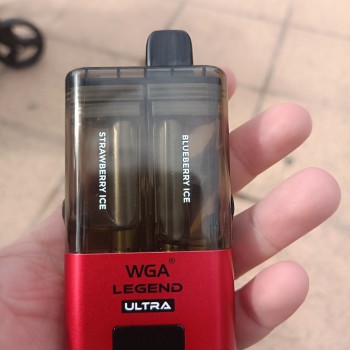 STRAWBERRY ICE
BLUEBERRY ICE
WGA®
LEGEND
ULTRA